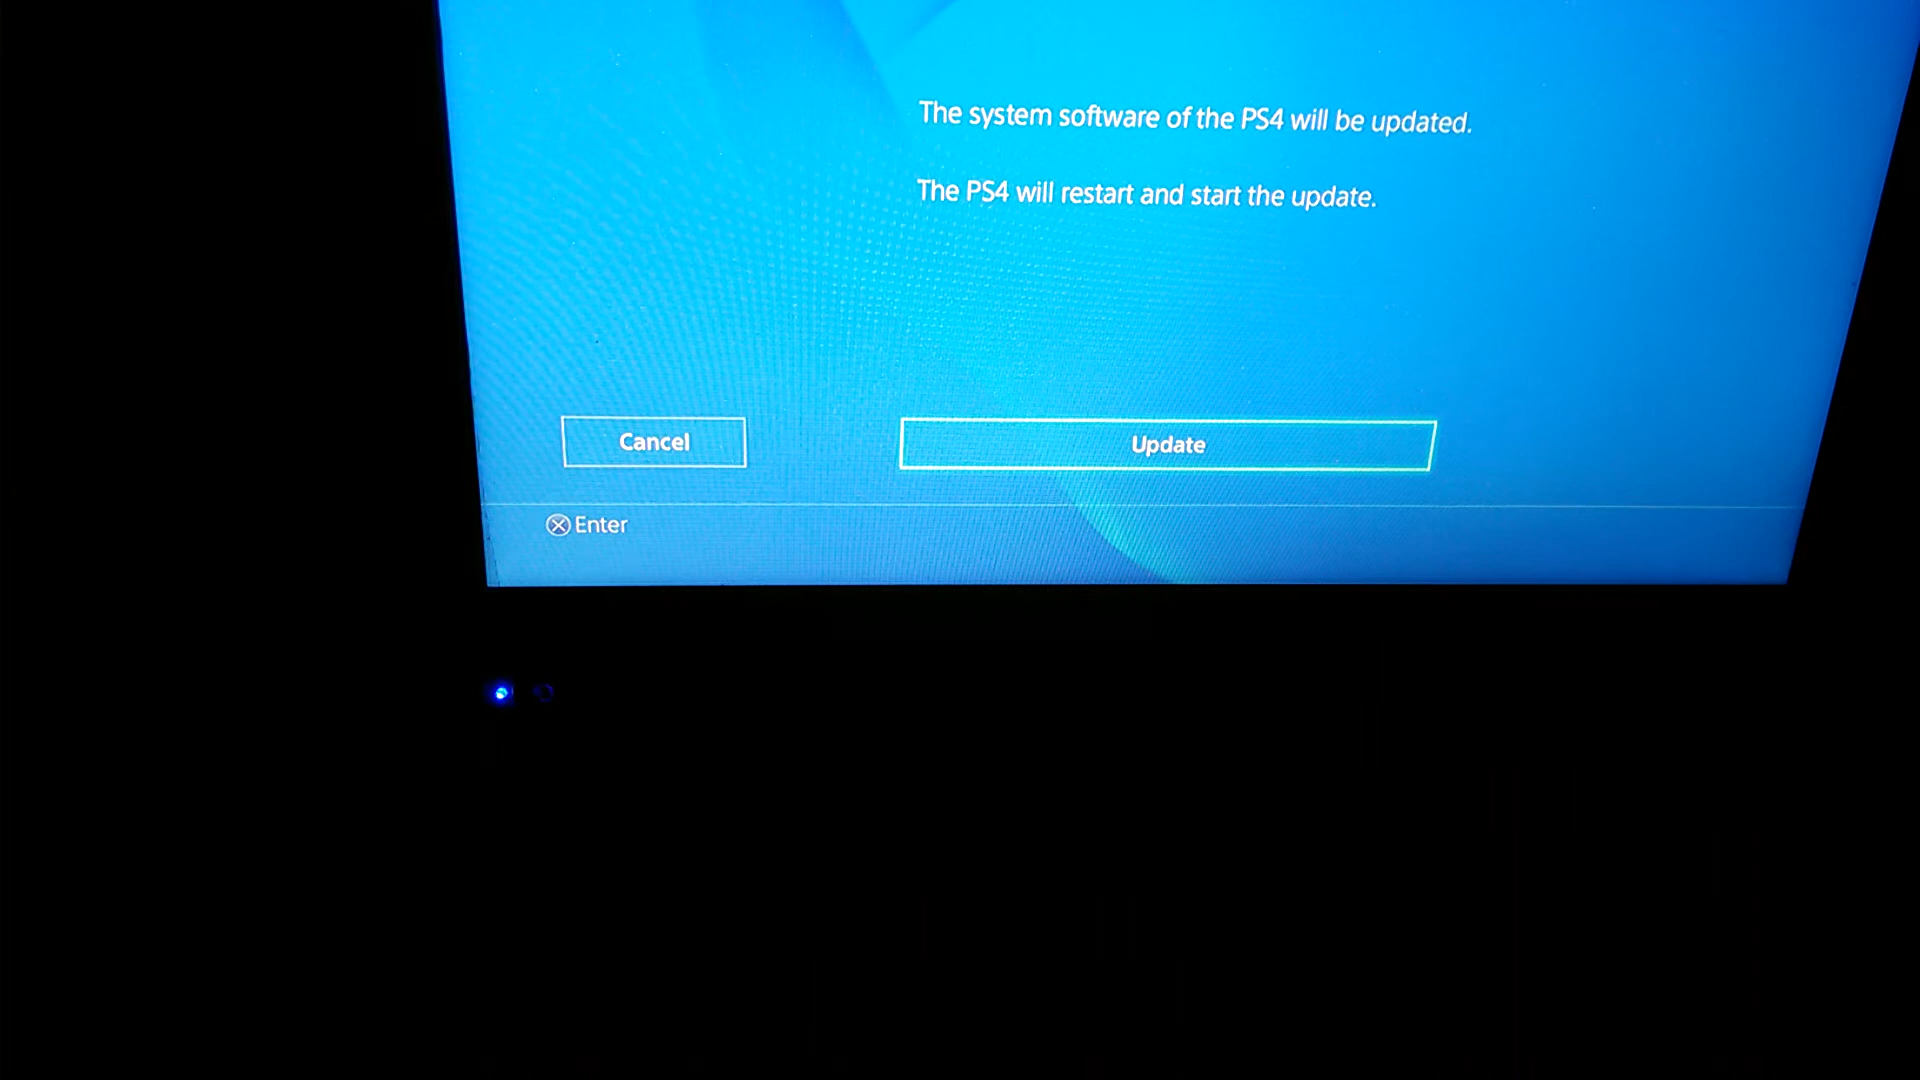 The system software of the PS4 will be updated.
The PS4 will restart and start the update.
Cancel
Update
Enter